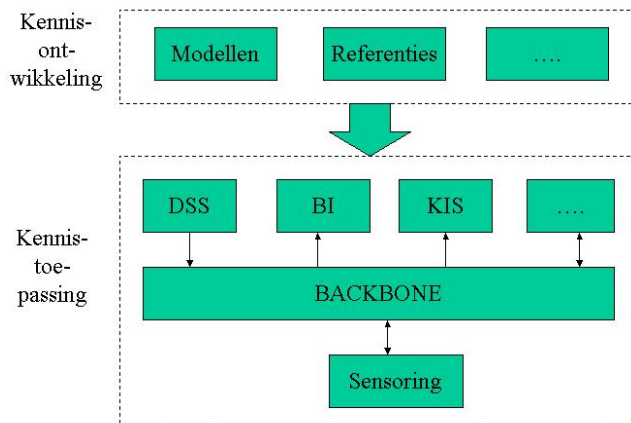 Kennis-
ont-
wikkeling
Modellen
Referenties
....
Kennis-
toe-
passing
DSS
BI
KIS
....
BACKBONE
Sensoring